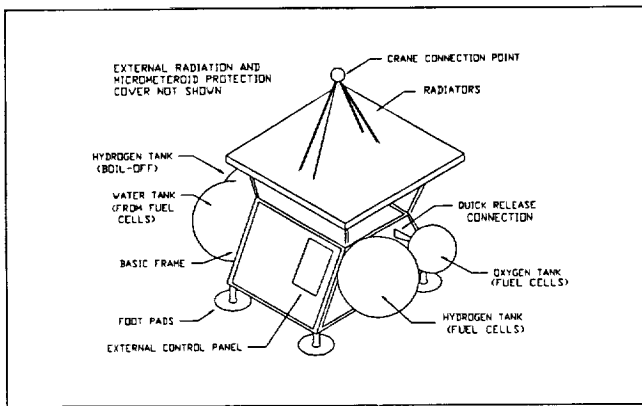 EXTERNAL RADIATION AND
MICROMETEROID PROTECTION
COVER NOT SHOWN
CRANE CONNECTION POINT
RADIATORS
HYDROGEN TANK
(BOIL-OFF)
WATER TANK
(FROM FUEL
CELLS)
BASIC FRAME
FOOT PADS
EXTERNAL CONTROL PANEL
QUICK RELEASE
CONNECTION
OXYGEN TANK
(FUEL CELLS)
HYDROGEN TANK
(FUEL CELLS)